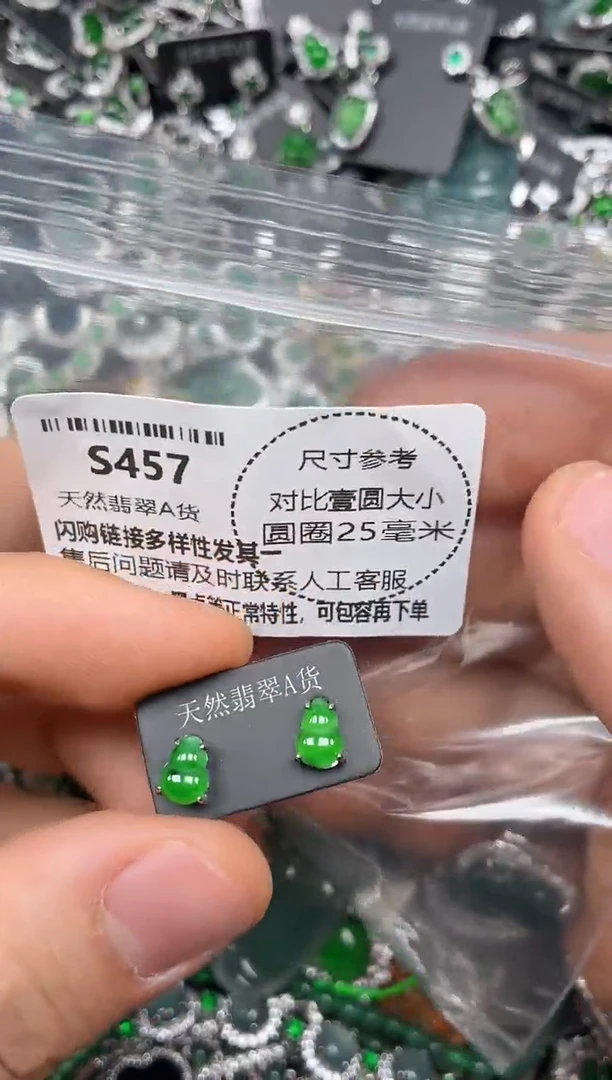 S457
天然翡翠A货
尺寸参考
对比壹圆大小
圆圈25毫米
闪购链接多样性发其一
售后问题请及时联系人工客服
正常特性，可包容再下单
天然翡翠A货